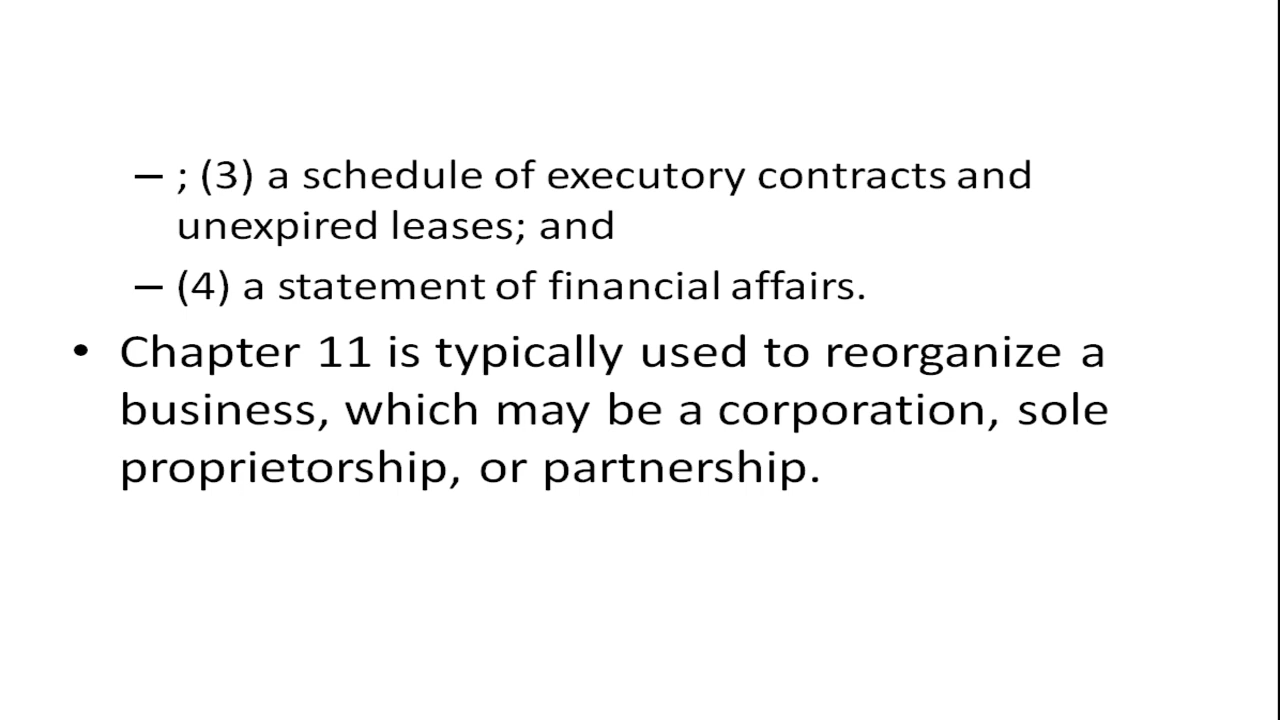 – ; (3) a schedule of executory contracts and
unexpired leases; and
– (4) a statement of financial affairs.
• Chapter 11 is typically used to reorganize a
business, which may be a corporation, sole
proprietorship, or partnership.